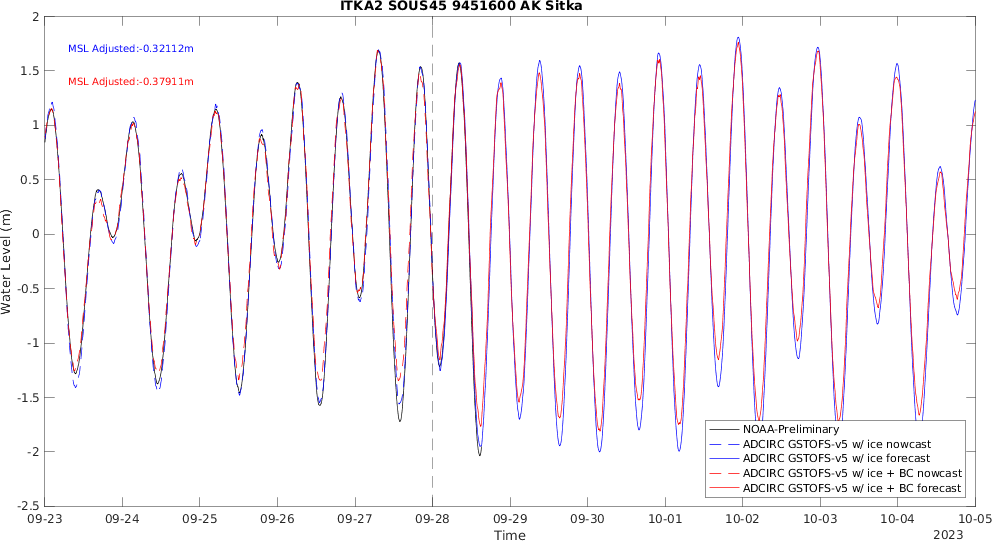 ITKA2 SOUS45 9451600 AK Sitka
2
1.5
1
0.5
0
-0.5
-1
-1.5
-2
-2.5
Water Level (m)
MSL Adjusted:-0.32112m
MSL Adjusted:-0.37911m
NOAA-Preliminary
ADCIRC GSTOFS-v5 w/ ice nowcast
ADCIRC GSTOFS-v5 w/ ice forecast
ADCIRC GSTOFS-v5 w/ ice + BC nowcast
ADCIRC GSTOFS-v5 w/ ice + BC forecast
09-23 09-24 09-25 09-26 09-27 09-28 09-29 09-30 10-01 10-02 10-03 10-04 10-05
Time
2023